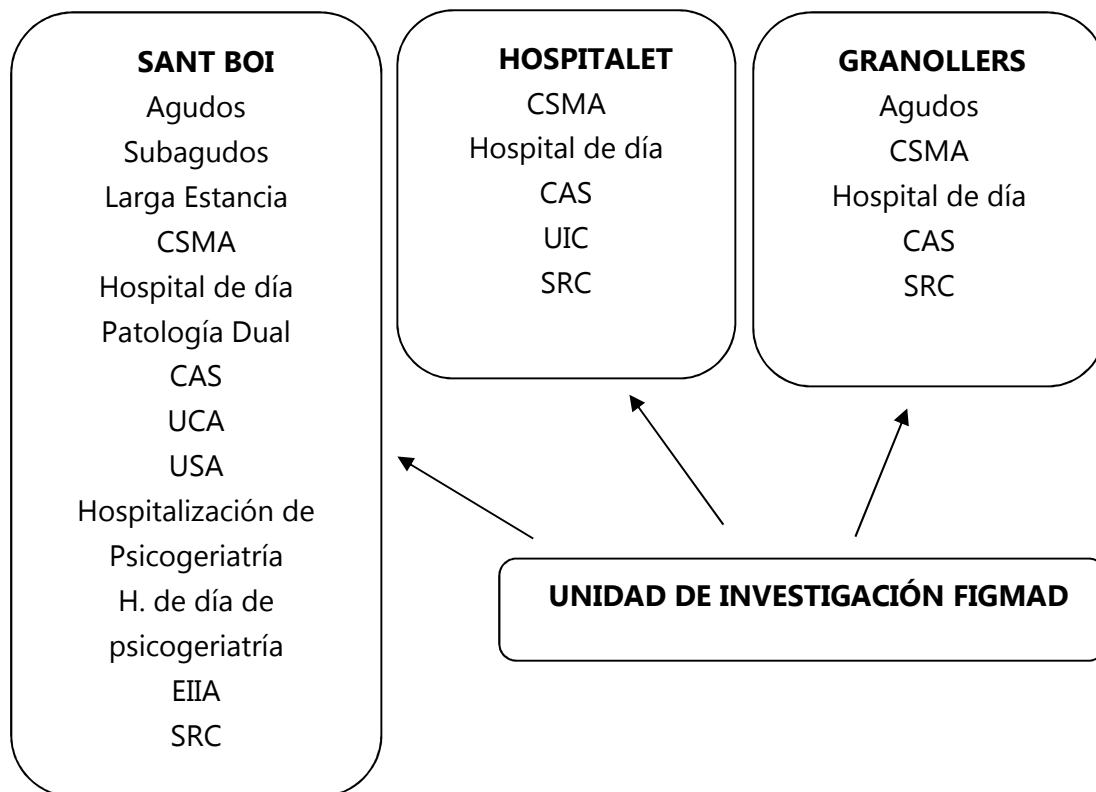 SANT BOI
Agudos
Subagudos
Larga Estancia
CSMA
Hospital de día
Patología Dual
CAS
UCA
USA
Hospitalización de
Psicogeriatría
H. de día de
psicogeriatría
EIIA
SRC
HOSPITALET
CSMA
Hospital de día
CAS
UIC
SRC
GRANOLLERS
Agudos
CSMA
Hospital de día
CAS
SRC
UNIDAD DE INVESTIGACIÓN FIGMAD